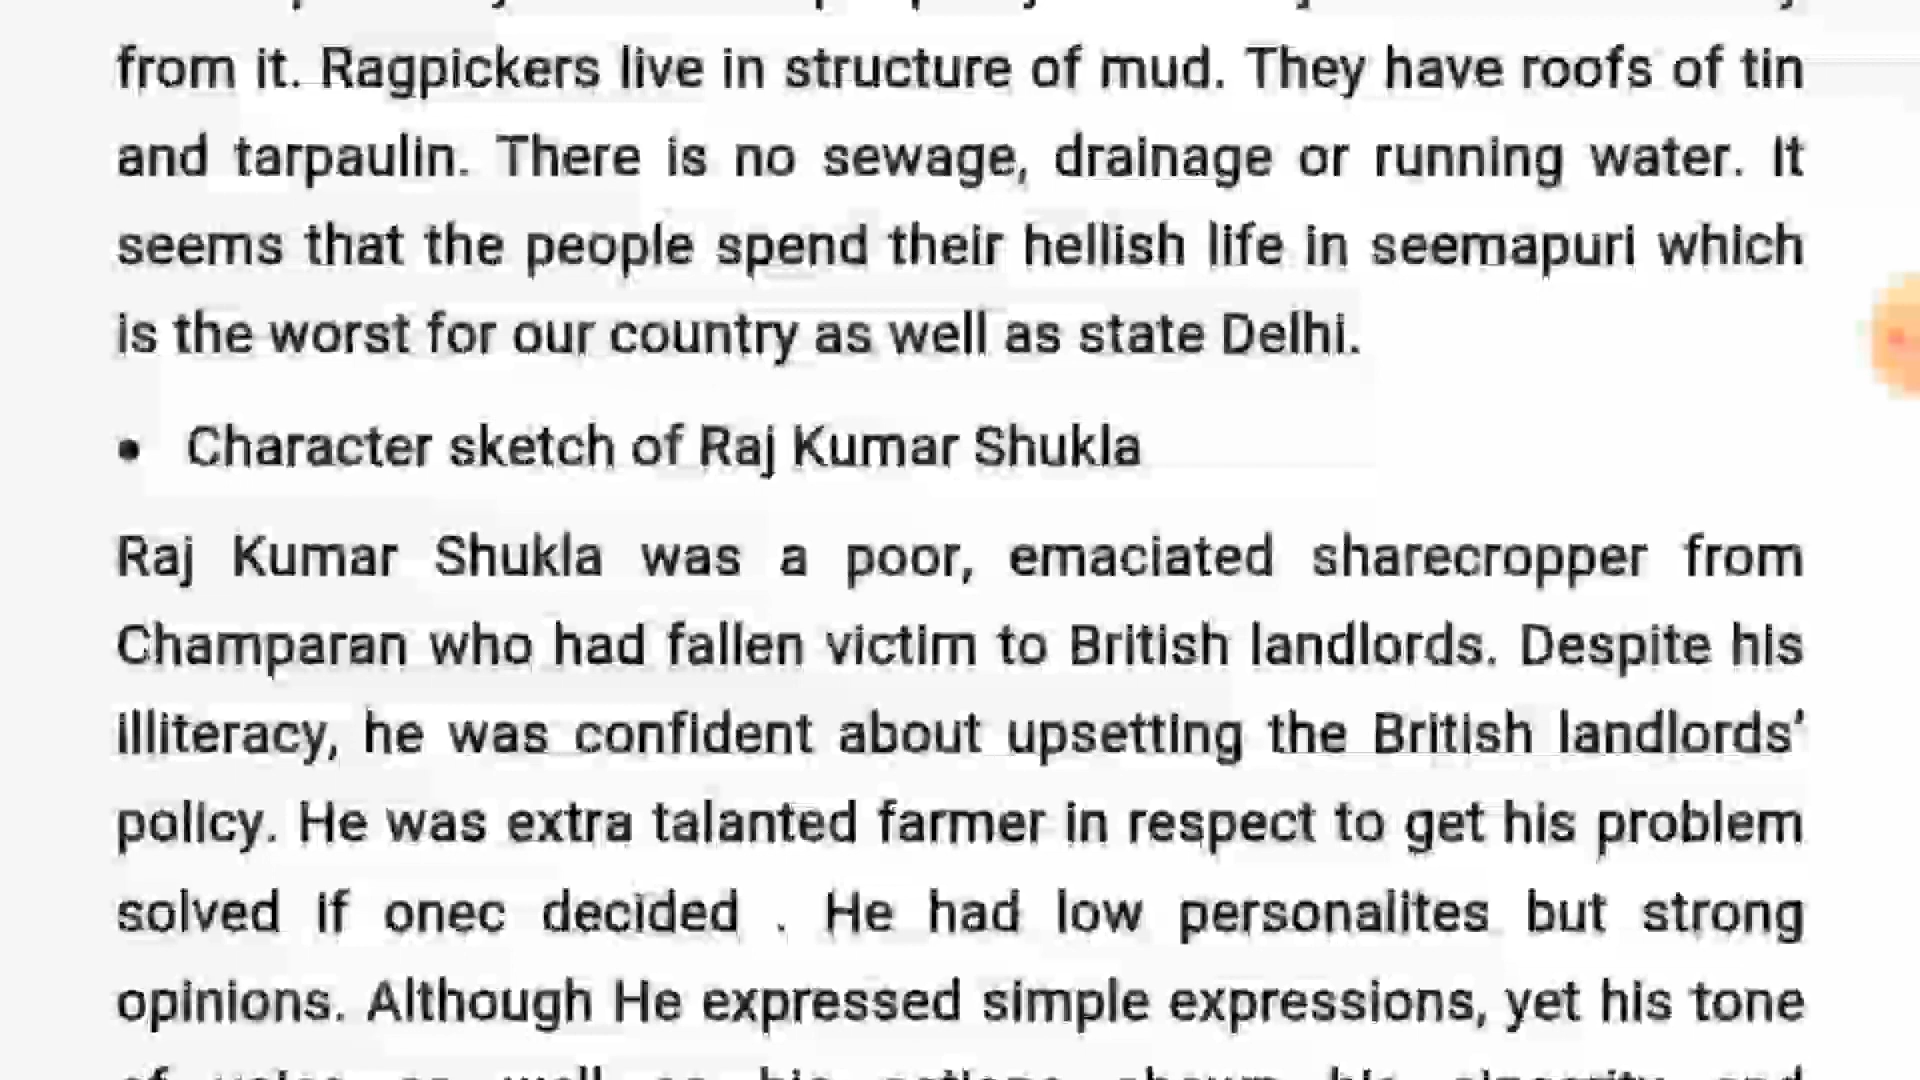 from it. Ragpickers live in structure of mud. They have roofs of tin
and tarpaulin. There is no sewage, drainage or running water. It
seems that the people spend their hellish life in seemapuri which
is the worst for our country as well as state Delhi.
• Character sketch of Raj Kumar Shukla
Raj Kumar Shukla was a poor, emaciated sharecropper from
Champaran who had fallen victim to British landlords. Despite his
illiteracy, he was confident about upsetting the British landlords’
policy. He was extra talanted farmer in respect to get his problem
solved if onec decided . He had low personalites but strong
opinions. Although He expressed simple expressions, yet his tone